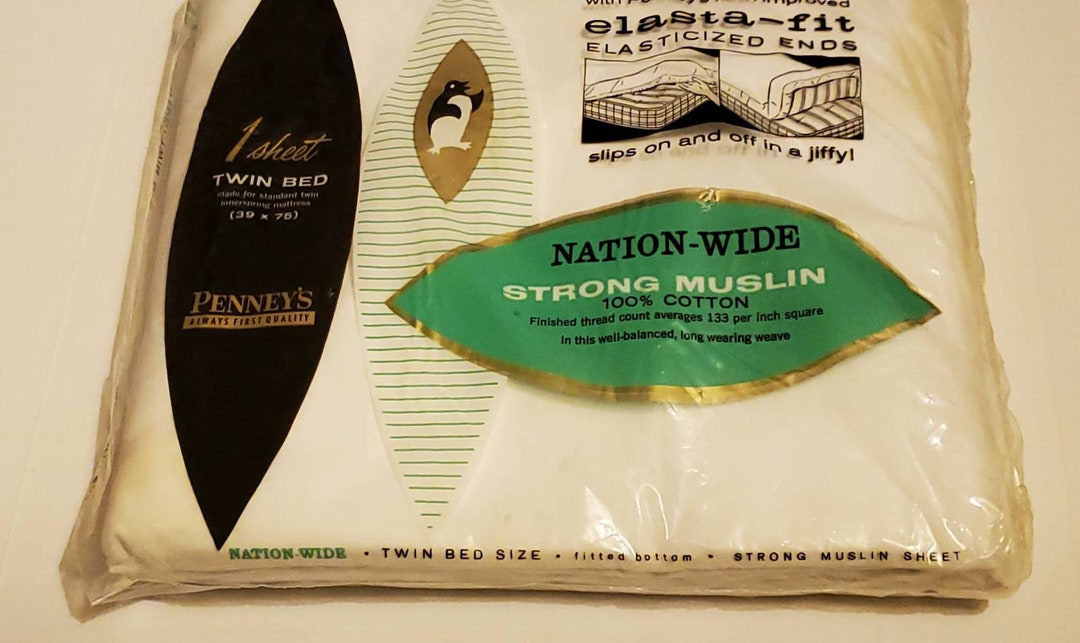 1 sheet
TWIN BED
made for standard twin
innerspring mattress
(39 x 75)
PENNEY'S
ALWAYS FIRST QUALITY
improved
elasta-fit
ELASTICIZED ENDS
slips on and off in a jiffy!
NATION-WIDE
STRONG MUSLIN
100% COTTON
Finished thread count averages 133 per inch square
in this well-balanced, long wearing weave
NATION-WIDE • TWIN BED SIZE • fitted bottom • STRONG MUSLIN SHEET